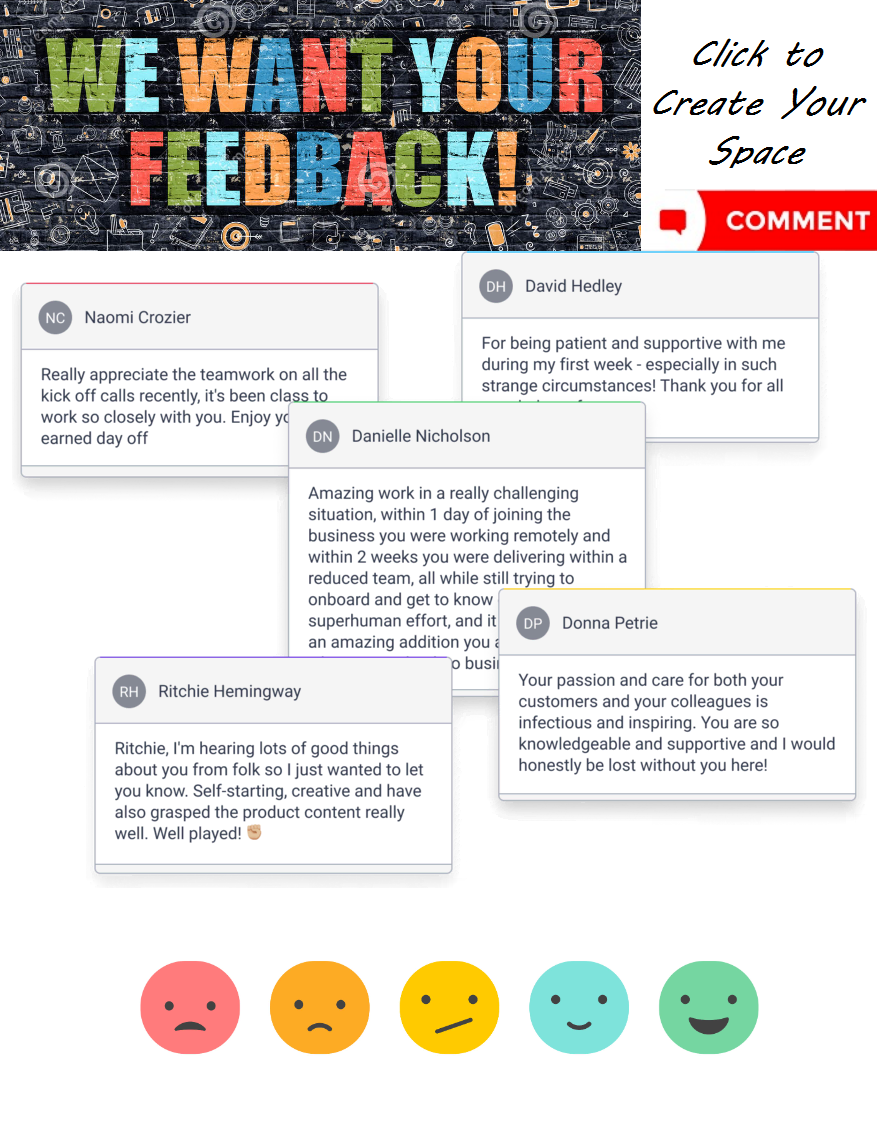 WE WANT YOUR
FEEDBACK!
Click to
Create Your
Space
COMMENT
NC Naomi Crozier
Really appreciate the teamwork on all the
kick off calls recently, it's been class to
work so closely with you. Enjoy
earned day off
DH David Hedley
For being patient and supportive with me
during my first week - especially in such
strange circumstances! Thank you for all
DN Danielle Nicholson
Amazing work in a really challenging
situation, within 1 day of joining the
business you were working remotely and
within 2 weeks you were delivering within a
reduced team, all while still trying to
onboard and get to know
superhuman effort, and it
an amazing addition you
DP Donna Petrie
Your passion and care for both your
customers and your colleagues is
infectious and inspiring. You are so
knowledgeable and supportive and I would
honestly be lost without you here!
RH Ritchie Hemingway
Ritchie, I'm hearing lots of good things
about you from folk so I just wanted to let
you know. Self-starting, creative and have
also grasped the product content really
well. Well played! ✊🏼